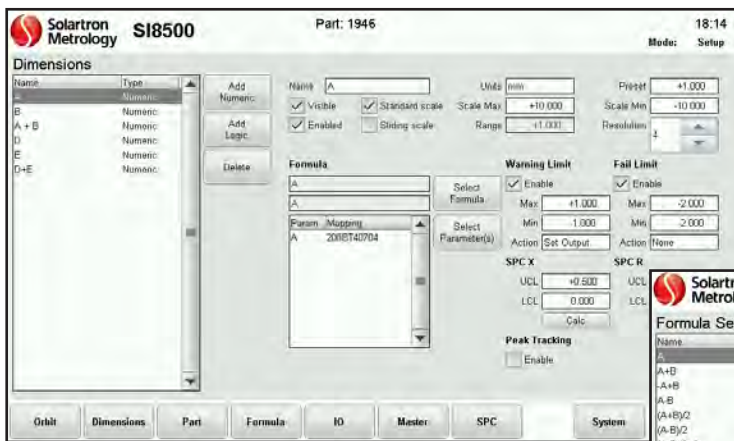 Solartron Metrology SI8500 Part: 1946 18:14
Mode: Setup
Dimensions
Name Type
A Numeric
B Numeric
A + B Numeric
D Numeric
E Numeric
D+E Numeric
Add Numeric
Add Logic
Delete
Name A Units mm Preset +1.000
Visible Standard scale Scale Max +10.000 Scale Min -10.000
Enabled Sliding scale Range +1.000 Resolution
Formula
A
A
Select Formula
Param Mapping
A
Select Parameter(s)
Warning Limit Fail Limit
Enable Enable
Max +1.000 Max
Min Min -2.000
Action Set Output Action None
SPC X SPC R
UCL +0.500 UCL
LCL 0.000 LCL
Calc
Peak Tracking
Enable
Orbit Dimensions Part Formula IO Master SPC System
Solartr
Metrol
Formula Se
Name
A
A+B
-A+B
A-B
(A+B)/2
(A-B)/2